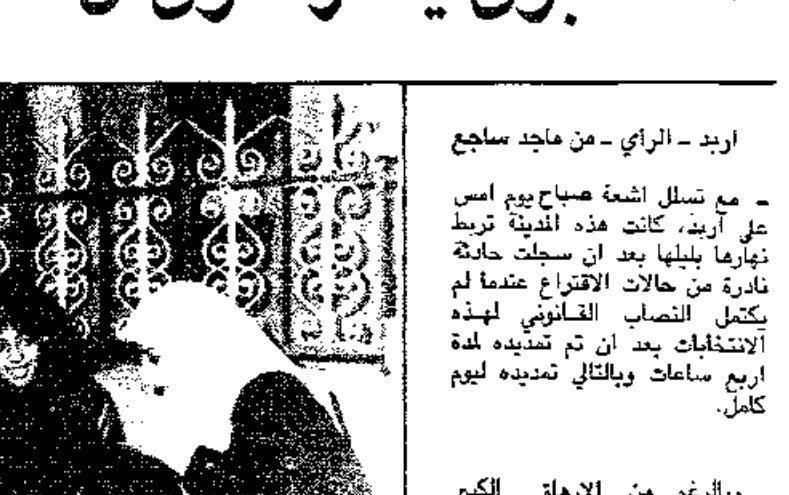 اربد - الرأي - من ماجد ساجع
- مع تسلل اشعة صباح يوم امس
على أربد، كانت هذه المدينة تربط
نهارها بليلها بعد ان سجلت حادثة
نادرة من حالات الاقتراع عندما لم
يكتمل النصاب القانوني لهذه
الانتخابات بعد ان تم تمديده لمدة
اربع ساعات وبالتالي تمديده ليوم
كامل.
وبالرغم من الارهاق الكبير